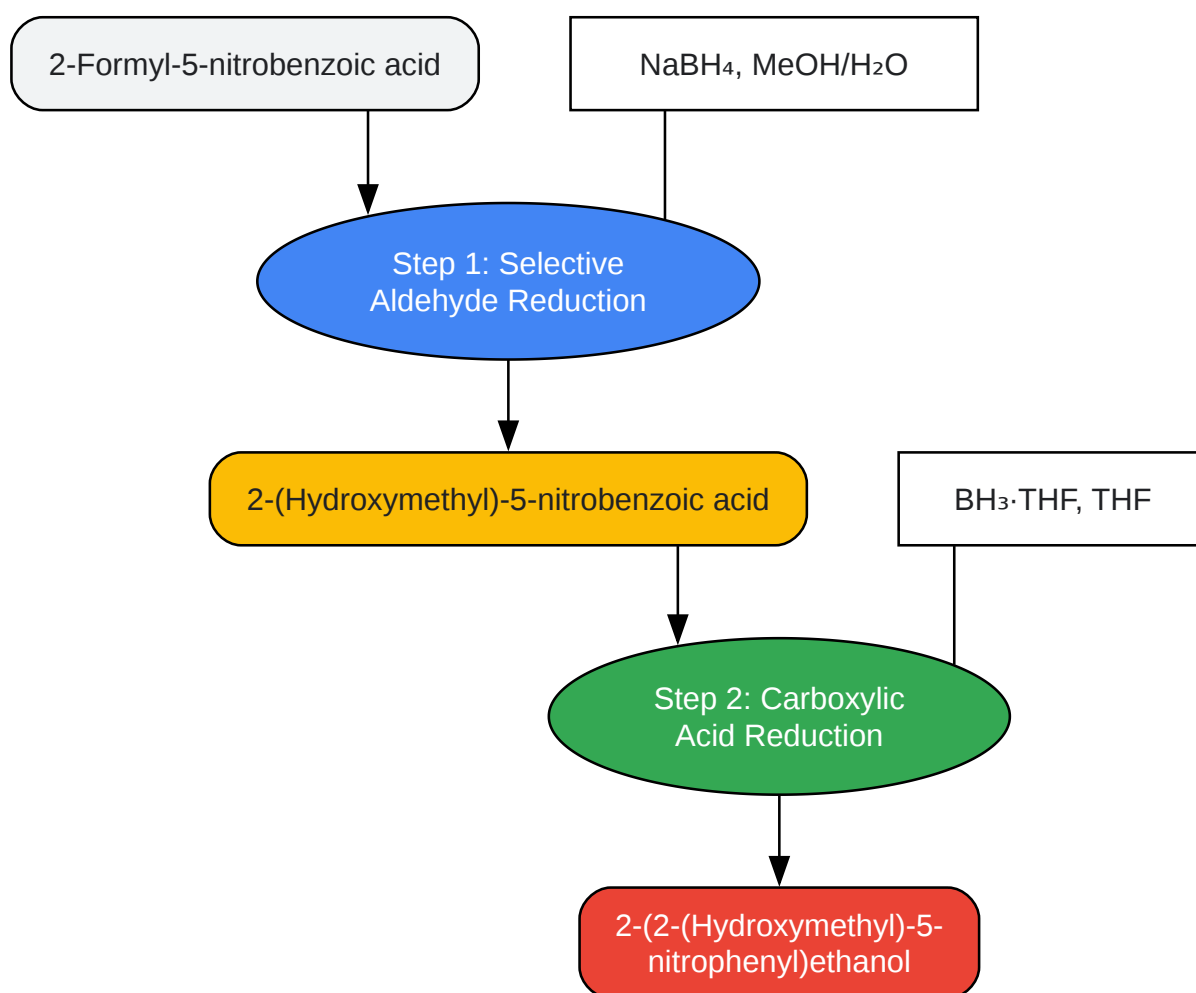 2-Formyl-5-nitrobenzoic acid
NaBH₄, MeOH/H₂O
Step 1: Selective
Aldehyde Reduction
2-(Hydroxymethyl)-5-nitrobenzoic acid
BH₃·THF, THF
Step 2: Carboxylic
Acid Reduction
2-(2-(Hydroxymethyl)-5-
nitrophenyl)ethanol